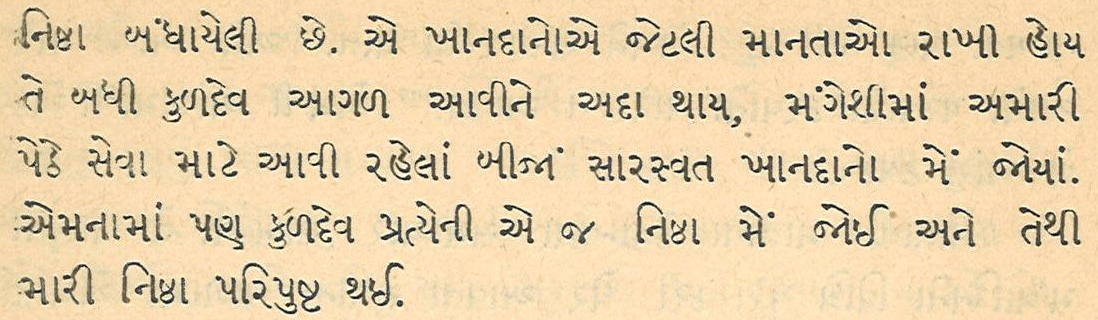 નિષ્ઠા બંધાયેલી છે. એ ખાનદાનોએ જેટલી માનતાઓ રાખી હોય
તે બધી કુળદેવ આગળ આવીને અદા થાય, મંગેશીમાં અમારી
પેઠે સેવા માટે આવી રહેલાં બીજાં સારસ્વત ખાનદાનો મેં જોયાં.
એમનામાં પણ કુળદેવ પ્રત્યેની એ જ નિષ્ઠા મેં જોઈ અને તેથી
મારી નિષ્ઠા પરિપુષ્ટ થઈ.